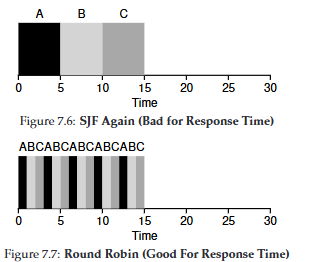 A B C
0 5 10 15 20 25 30
Time
Figure 7.6: SJF Again (Bad for Response Time)
ABCABCABCABCABC
0 5 10 15 20 25 30
Time
Figure 7.7: Round Robin (Good For Response Time)